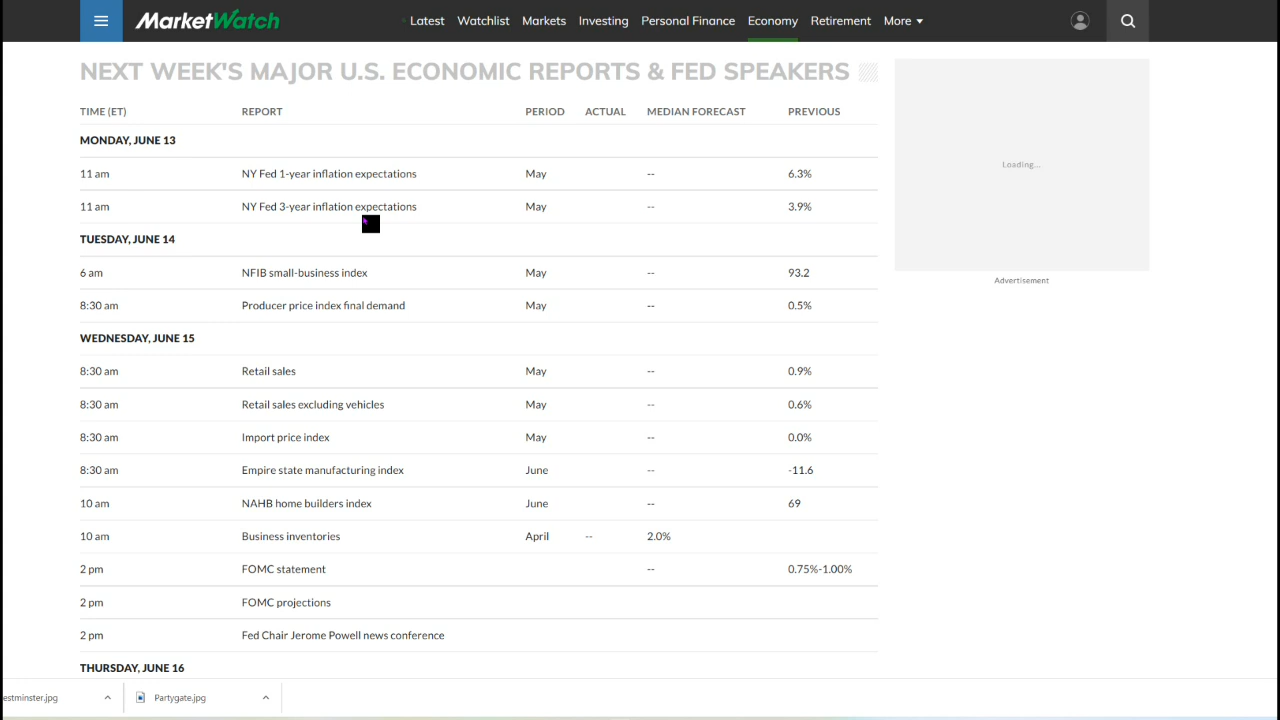 MarketWatch Latest Watchlist Markets Investing Personal Finance Economy Retirement More
NEXT WEEK'S MAJOR U.S. ECONOMIC REPORTS & FED SPEAKERS
TIME (ET) REPORT PERIOD ACTUAL MEDIAN FORECAST PREVIOUS
MONDAY, JUNE 13
11 am NY Fed 1-year inflation expectations May -- 6.3%
11 am NY Fed 3-year inflation expectations May -- 3.9%
TUESDAY, JUNE 14
6 am NFIB small-business index May -- 93.2
8:30 am Producer price index final demand May -- 0.5%
WEDNESDAY, JUNE 15
8:30 am Retail sales May -- 0.9%
8:30 am Retail sales excluding vehicles May -- 0.6%
8:30 am Import price index May -- 0.0%
8:30 am Empire state manufacturing index June -- -11.6
10 am NAHB home builders index June -- 69
10 am Business inventories April -- 2.0%
2 pm FOMC statement -- 0.75%-1.00%
2 pm FOMC projections
2 pm Fed Chair Jerome Powell news conference
THURSDAY, JUNE 16
Loading...
Advertisement
estminster.jpg Partygate.jpg